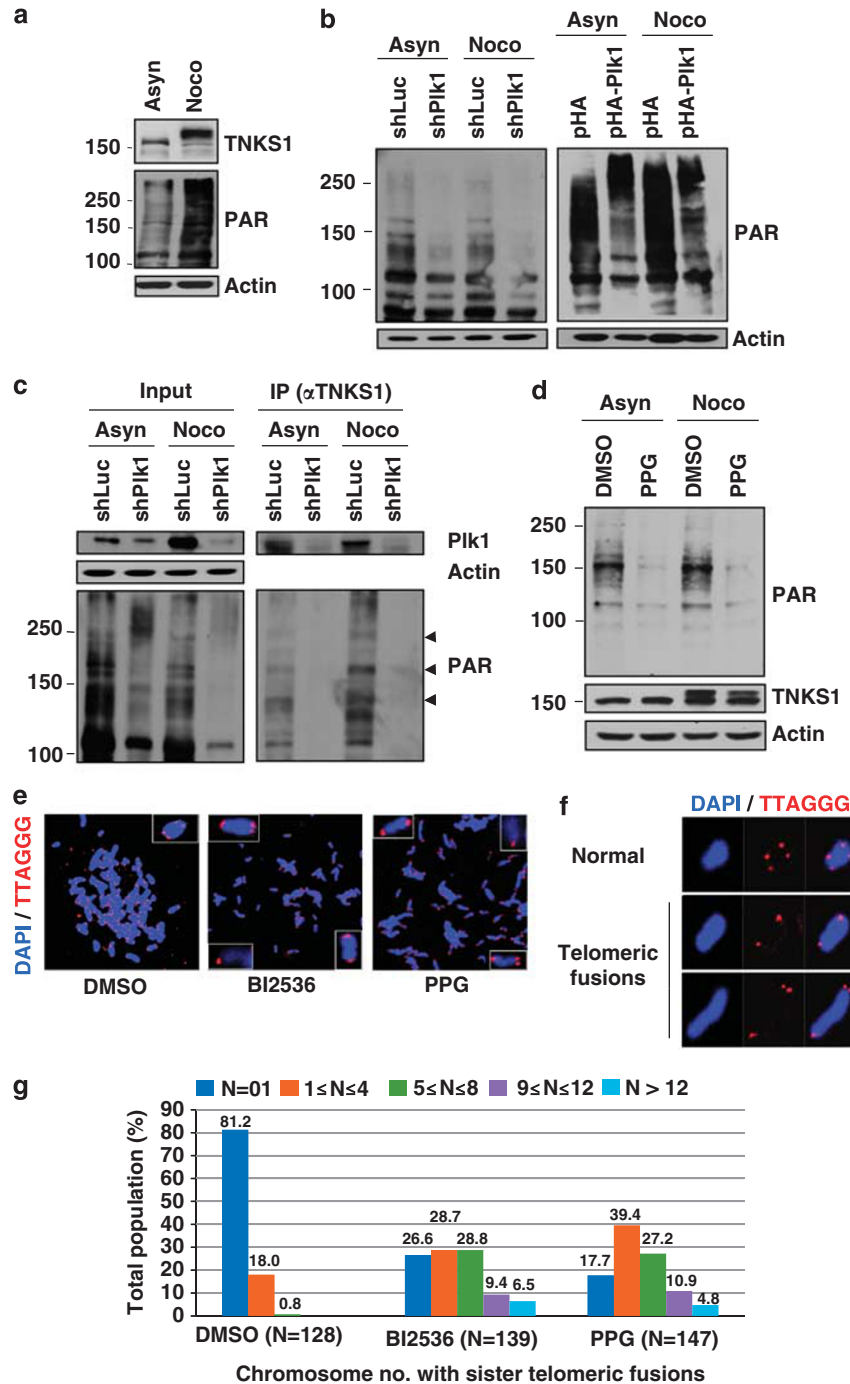 a
Asyn
Noco
150
TNKS1
250
150
100
PAR
Actin
b
Asyn Noco
shLuc
shPlk1
shLuc
shPlk1
Asyn Noco
pHA
pHA-Plk1
pHA
pHA-Plk1
250
150
100
PAR
Actin
c
Input IP (αTNKS1)
Asyn Noco Asyn Noco
shLuc
shPlk1
shLuc
shPlk1
shLuc
shPlk1
shLuc
shPlk1
Plk1
Actin
250
150
100
PAR
d
Asyn Noco
DMSO
PPG
DMSO
PPG
250
150
100
PAR
150
TNKS1
Actin
e
DAPI / TTAGGG
DMSO BI2536 PPG
f
DAPI / TTAGGG
Normal
Telomeric
fusions
g
N=01 1≤N≤4 5≤N≤8 9≤N≤12 N > 12
Total population (%)
90
80
70
60
50
40
30
20
10
0
81.2
18.0
0.8
26.6
28.7
28.8
9.4
6.5
17.7
39.4
27.2
10.9
4.8
DMSO (N=128) BI2536 (N=139) PPG (N=147)
Chromosome no. with sister telomeric fusions